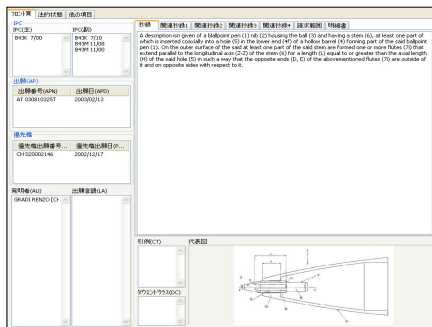 フロント頁 法的状態 他の項目
IPC
IPC(主) IPC(副)
B43K 7/00 B43K 7/10
B43M 11/08
B43M 11/00
出願(AP)
出願番号(APN) 出願日(APD)
AT 03081032ST 2003/02/13
優先権
優先権出願番号... 優先権出願日(P...
CH 020002146 2002/12/17
発明者(AU) 出願金額(LA)
GRADI RENZO [CH
抄録 関連抄録1 関連抄録2 関連抄録3 関連抄録4 請求範囲 明細書
A description isn given of a blallpoint pen (1) nib (2) housing the ball (3) and having a stem (6), at least one part of
which is inserted coaxially into a hole (5) in the lower end (4f) of a hollow barrel (4) forming part of the said ballpoint
pen (1). On the outer surface of the said at least one part of the said stem are formed one or more flutes (7i) that
extend parallel to the longitudinal axis (Z-Z) of the stem (6) for a length (L) equal to or greater than the axial length
(H) of the said hole (5) in such a way that the opposite ends (D, E) of the abovementioned flutes (7i) are outside of
it and on opposite sides with respect to it.
引例(CT) 代表図
ダウエントクラス(DC)